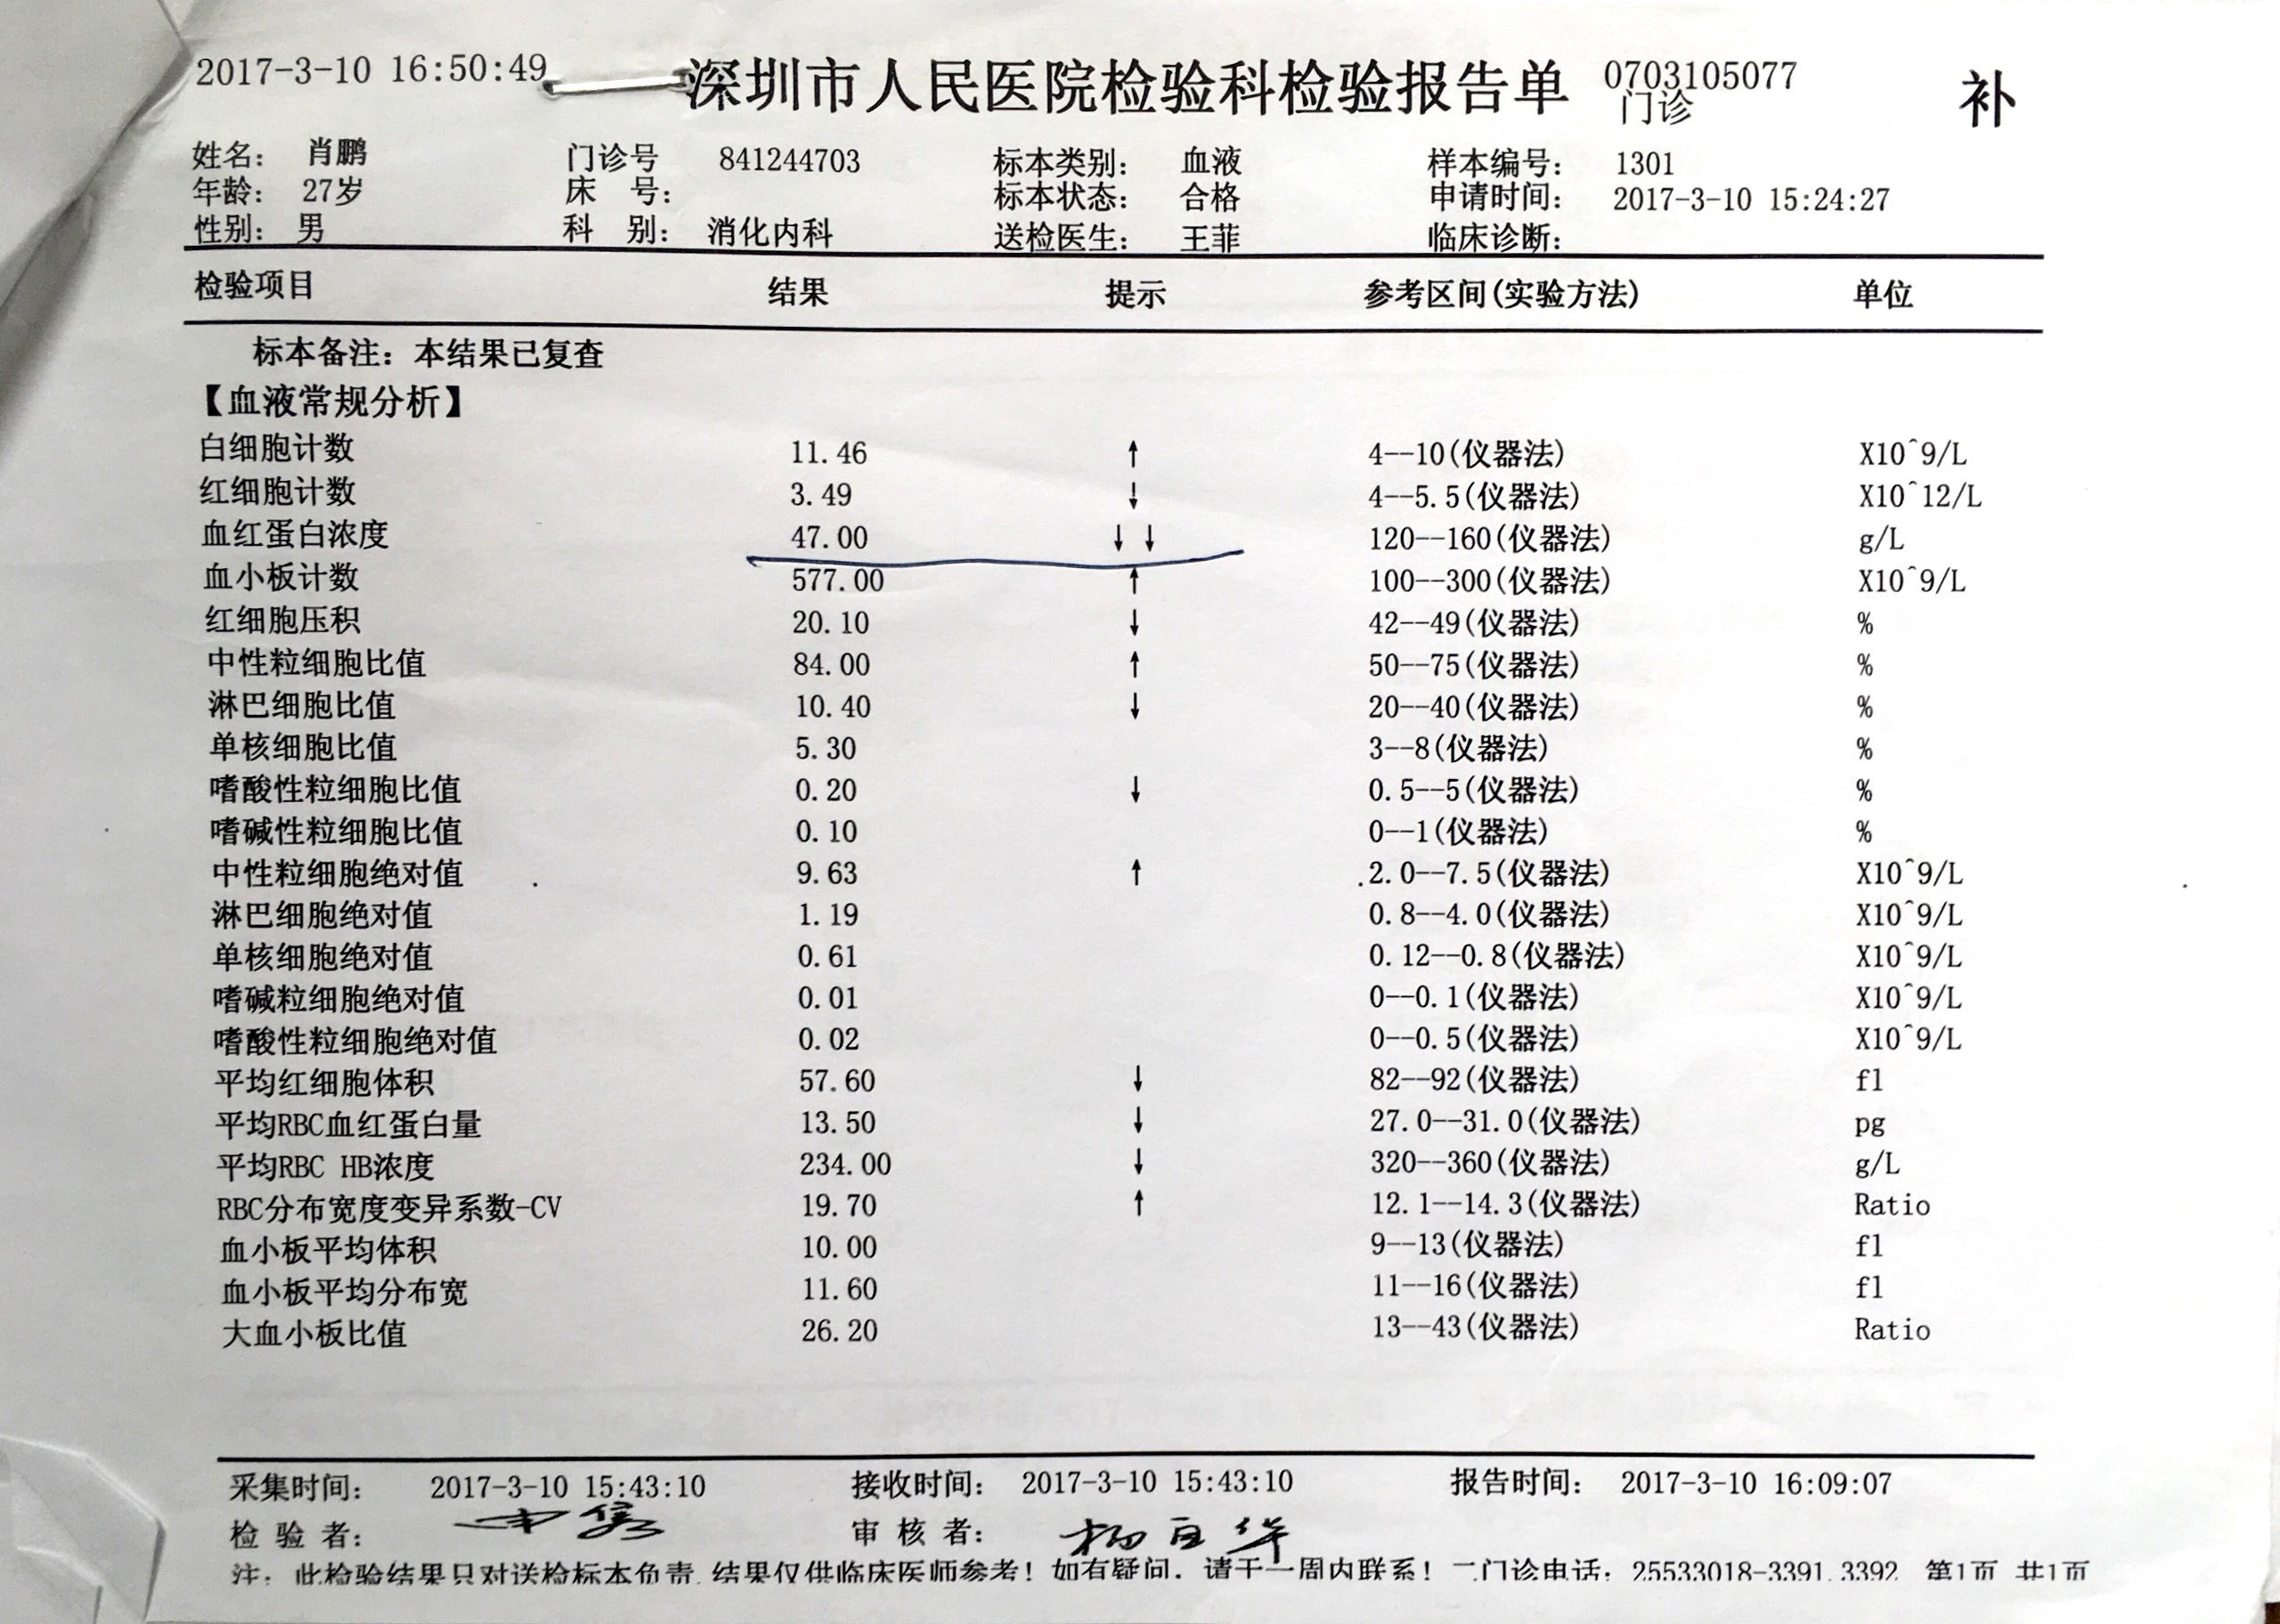 2017-3-10 16:50:49 深圳市人民医院检验科检验报告单 0703105077 补
门诊
姓名: 肖鹏 门诊号 841244703 标本类别: 血液 样本编号: 1301
年龄: 27岁 床 号: 标本状态: 合格 申请时间: 2017-3-10 15:24:27
性别: 男 科 别: 消化内科 送检医生: 王菲 临床诊断:
检验项目 结果 提示 参考区间(实验方法) 单位
标本备注: 本结果已复查
【血液常规分析】
白细胞计数 11.46 ↑ 4--10(仪器法) X10^9/L
红细胞计数 3.49 ↓ 4--5.5(仪器法) X10^12/L
血红蛋白浓度 47.00 ↓ ↓ 120--160(仪器法) g/L
血小板计数 577.00 ↑ 100--300(仪器法) X10^9/L
红细胞压积 20.10 ↓ 42--49(仪器法) %
中性粒细胞比值 84.00 ↑ 50--75(仪器法) %
淋巴细胞比值 10.40 ↓ 20--40(仪器法) %
单核细胞比值 5.30 3--8(仪器法) %
嗜酸性粒细胞比值 0.20 ↓ 0.5--5(仪器法) %
嗜碱性粒细胞比值 0.10 0--1(仪器法) %
中性粒细胞绝对值 9.63 ↑ 2.0--7.5(仪器法) X10^9/L
淋巴细胞绝对值 1.19 0.8--4.0(仪器法) X10^9/L
单核细胞绝对值 0.61 0.12--0.8(仪器法) X10^9/L
嗜碱粒细胞绝对值 0.01 0--0.1(仪器法) X10^9/L
嗜酸性粒细胞绝对值 0.02 0--0.5(仪器法) X10^9/L
平均红细胞体积 57.60 ↓ 82--92(仪器法) fl
平均RBC血红蛋白量 13.50 ↓ 27.0--31.0(仪器法) pg
平均RBC HB浓度 234.00 ↓ 320--360(仪器法) g/L
RBC分布宽度变异系数-CV 19.70 ↑ 12.1--14.3(仪器法) Ratio
血小板平均体积 10.00 9--13(仪器法) fl
血小板平均分布宽 11.60 11--16(仪器法) fl
大血小板比值 26.20 13--43(仪器法) Ratio
采集时间: 2017-3-10 15:43:10 接收时间: 2017-3-10 15:43:10 报告时间: 2017-3-10 16:09:07
检 验 者: 审 核 者:
注: 此检验结果只对送检标本负责,结果仅供临床医师参考! 如有疑问, 请于一周内联系! 二门诊电话: 25533018-3391,3392 第1页 共1页